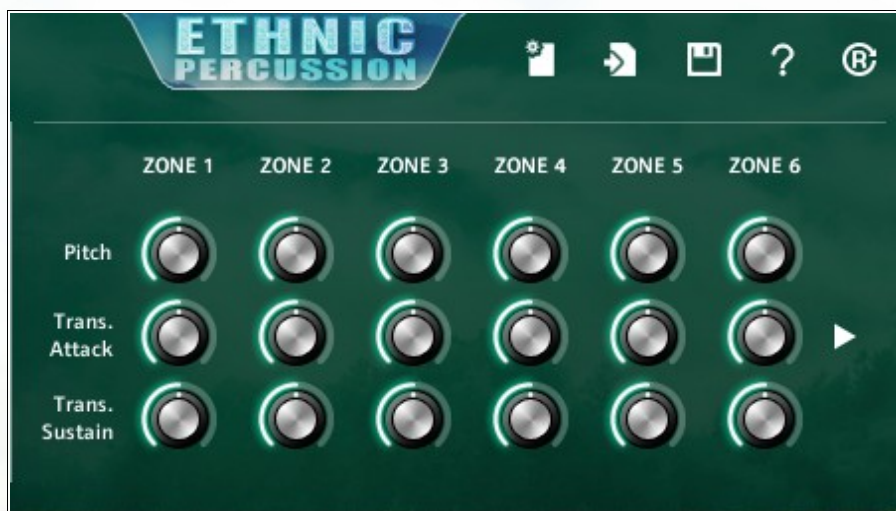 ETHNIC
PERCUSSION
?
R
ZONE 1 ZONE 2 ZONE 3 ZONE 4 ZONE 5 ZONE 6
Pitch
Trans.
Attack
Trans.
Sustain